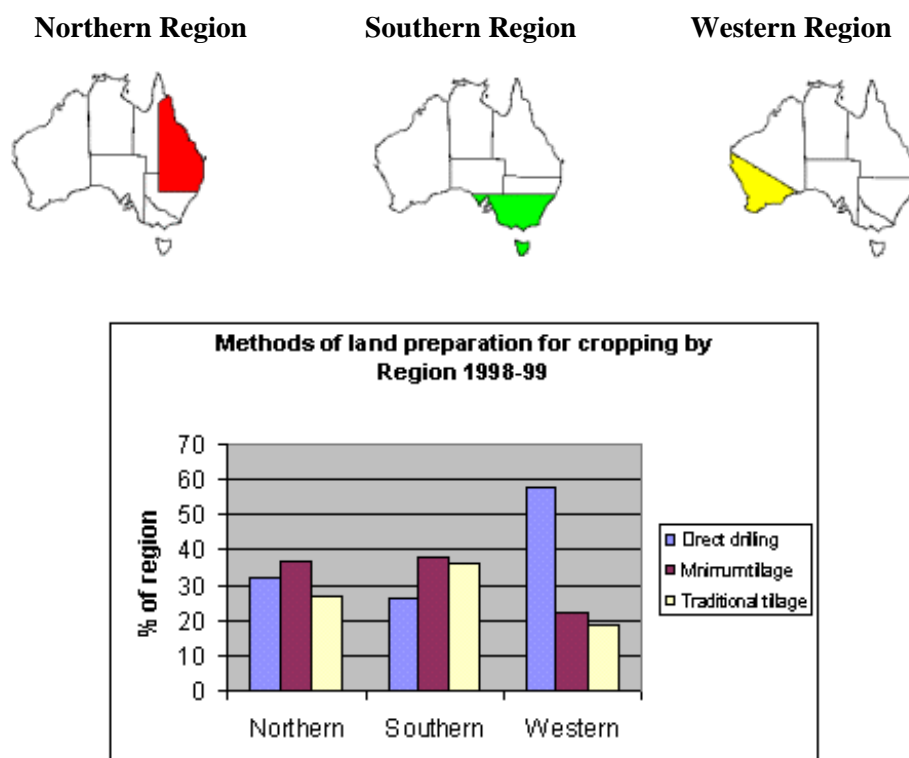 Northern Region Southern Region Western Region
Methods of land preparation for cropping by
Region 1998-99
70
60
50
40
30
20
10
0
% of region
Northern Southern Western
Direct drilling
Minimum tillage
Traditional tillage